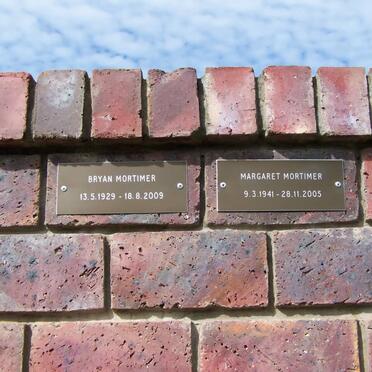 BRYAN MORTIMER
13.5.1929 - 18.8.2009
MARGARET MORTIMER
9.3.1941 - 28.11.2005